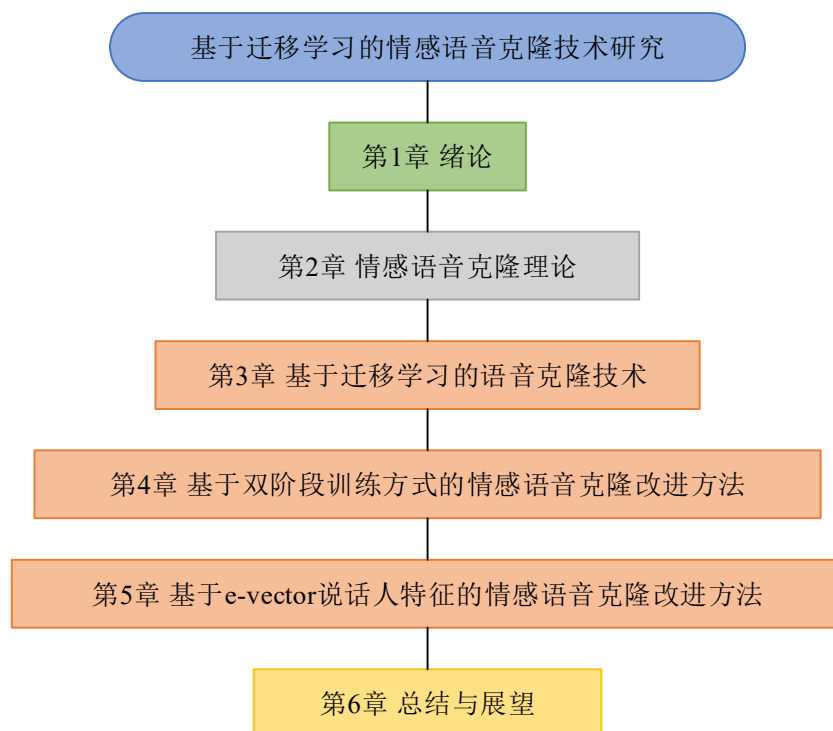 基于迁移学习的情感语音克隆技术研究
第1章 绪论
第2章 情感语音克隆理论
第3章 基于迁移学习的语音克隆技术
第4章 基于双阶段训练方式的情感语音克隆改进方法
第5章 基于e-vector说话人特征的情感语音克隆改进方法
第6章 总结与展望